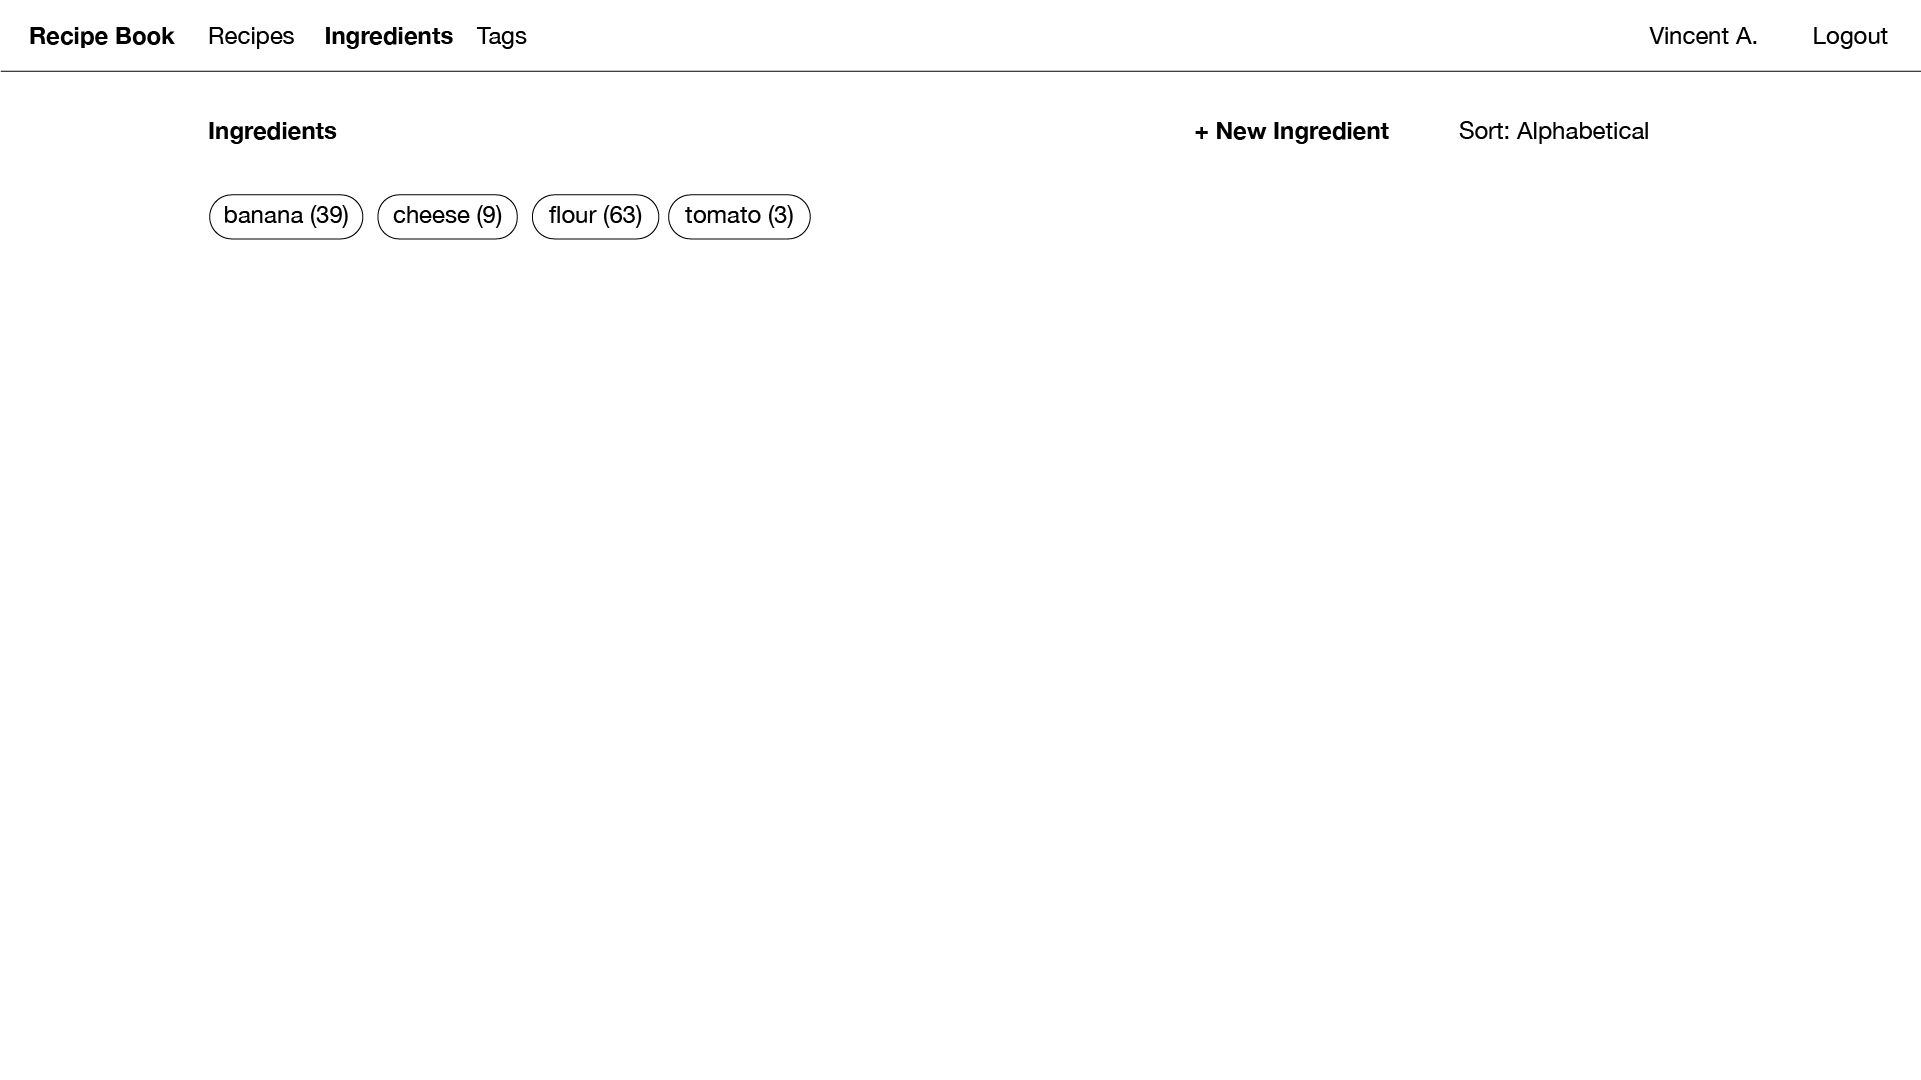 Recipe Book Recipes Ingredients Tags Vincent A. Logout
Ingredients + New Ingredient Sort: Alphabetical
banana (39) cheese (9) flour (63) tomato (3)